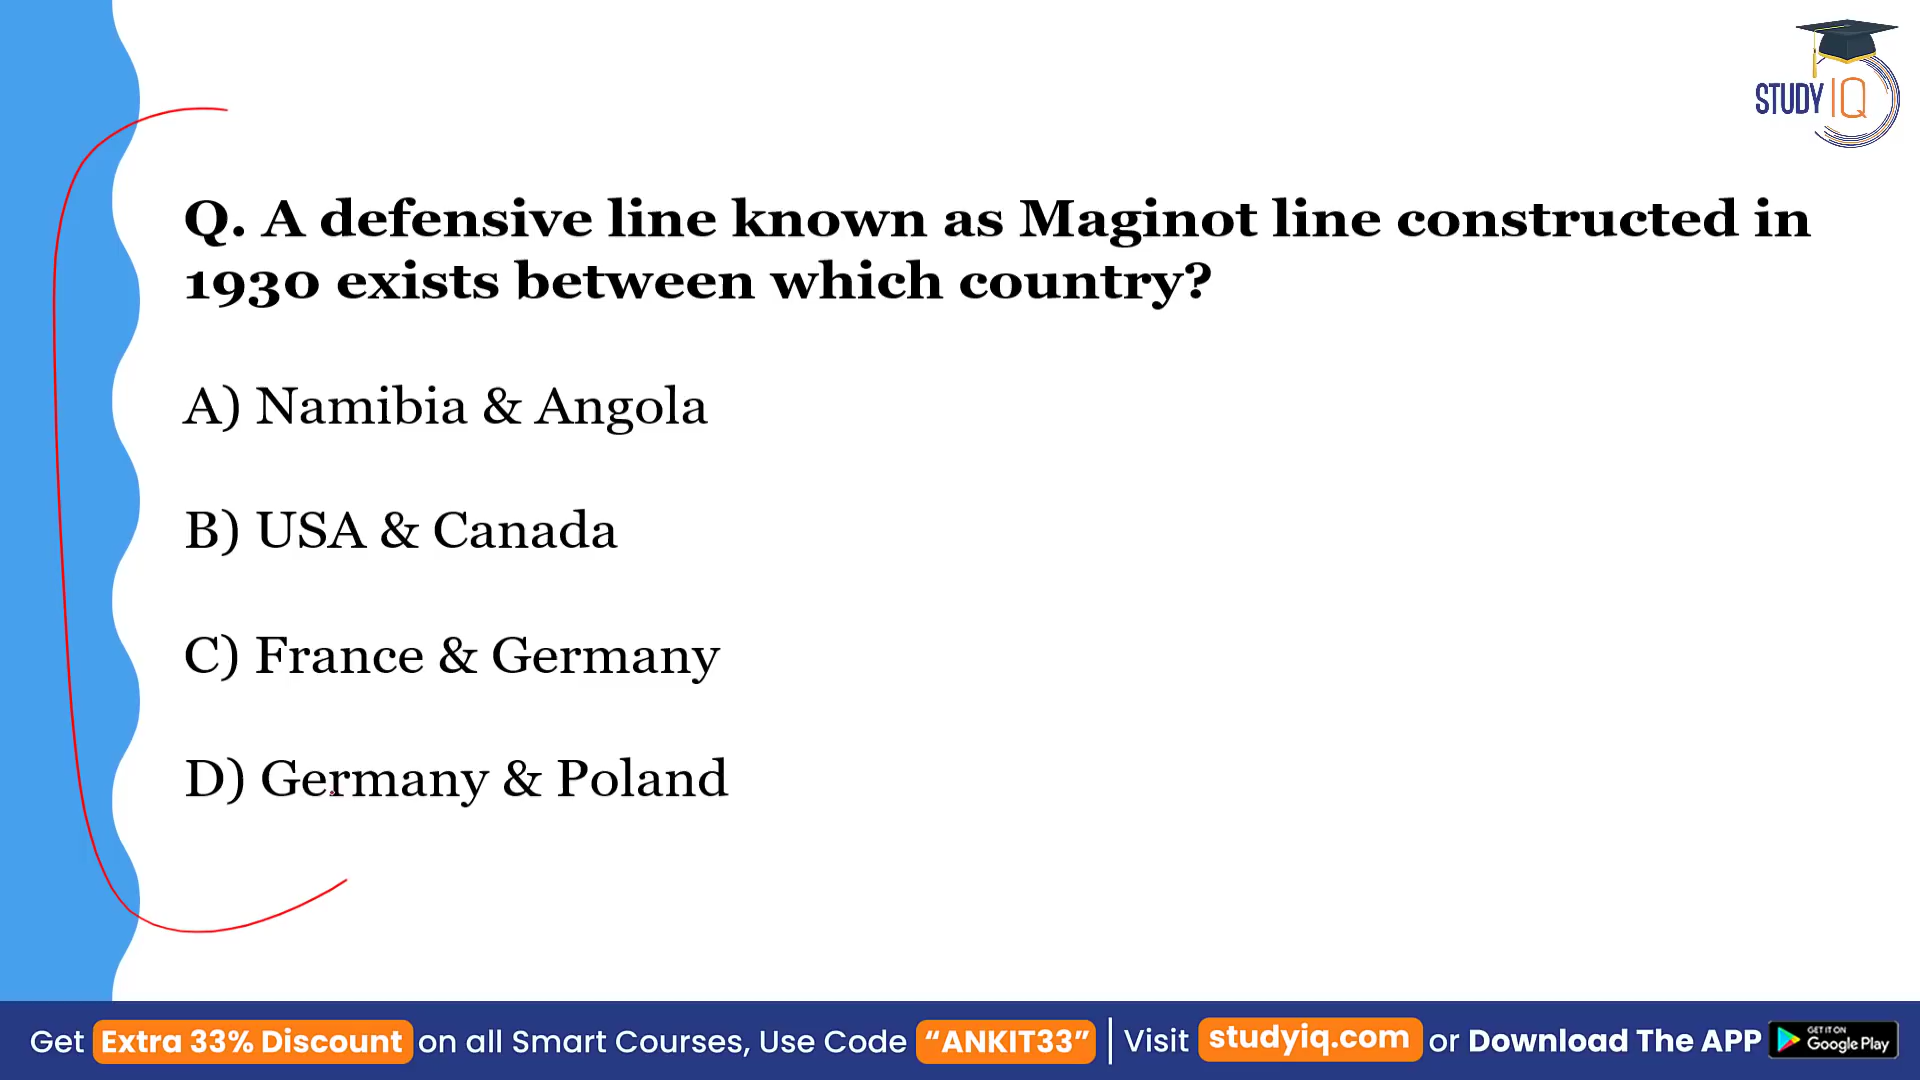 STUDY IQ
Q. A defensive line known as Maginot line constructed in
1930 exists between which country?
A) Namibia & Angola
B) USA & Canada
C) France & Germany
D) Germany & Poland
Get Extra 33% Discount on all Smart Courses, Use Code “ANKIT33” | Visit studyiq.com or Download The APP GET IT ON Google Play